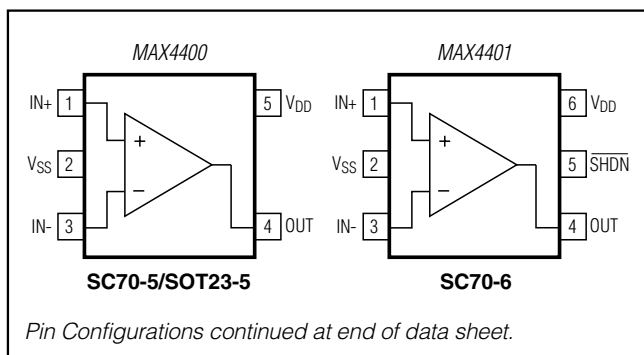 MAX4400
IN+ 1
5 VDD
+
VSS 2
−
IN- 3
4 OUT
SC70-5/SOT23-5
MAX4401
IN+ 1
6 VDD
+
VSS 2
5 S̅H̅D̅N̅
−
IN- 3
4 OUT
SC70-6
Pin Configurations continued at end of data sheet.